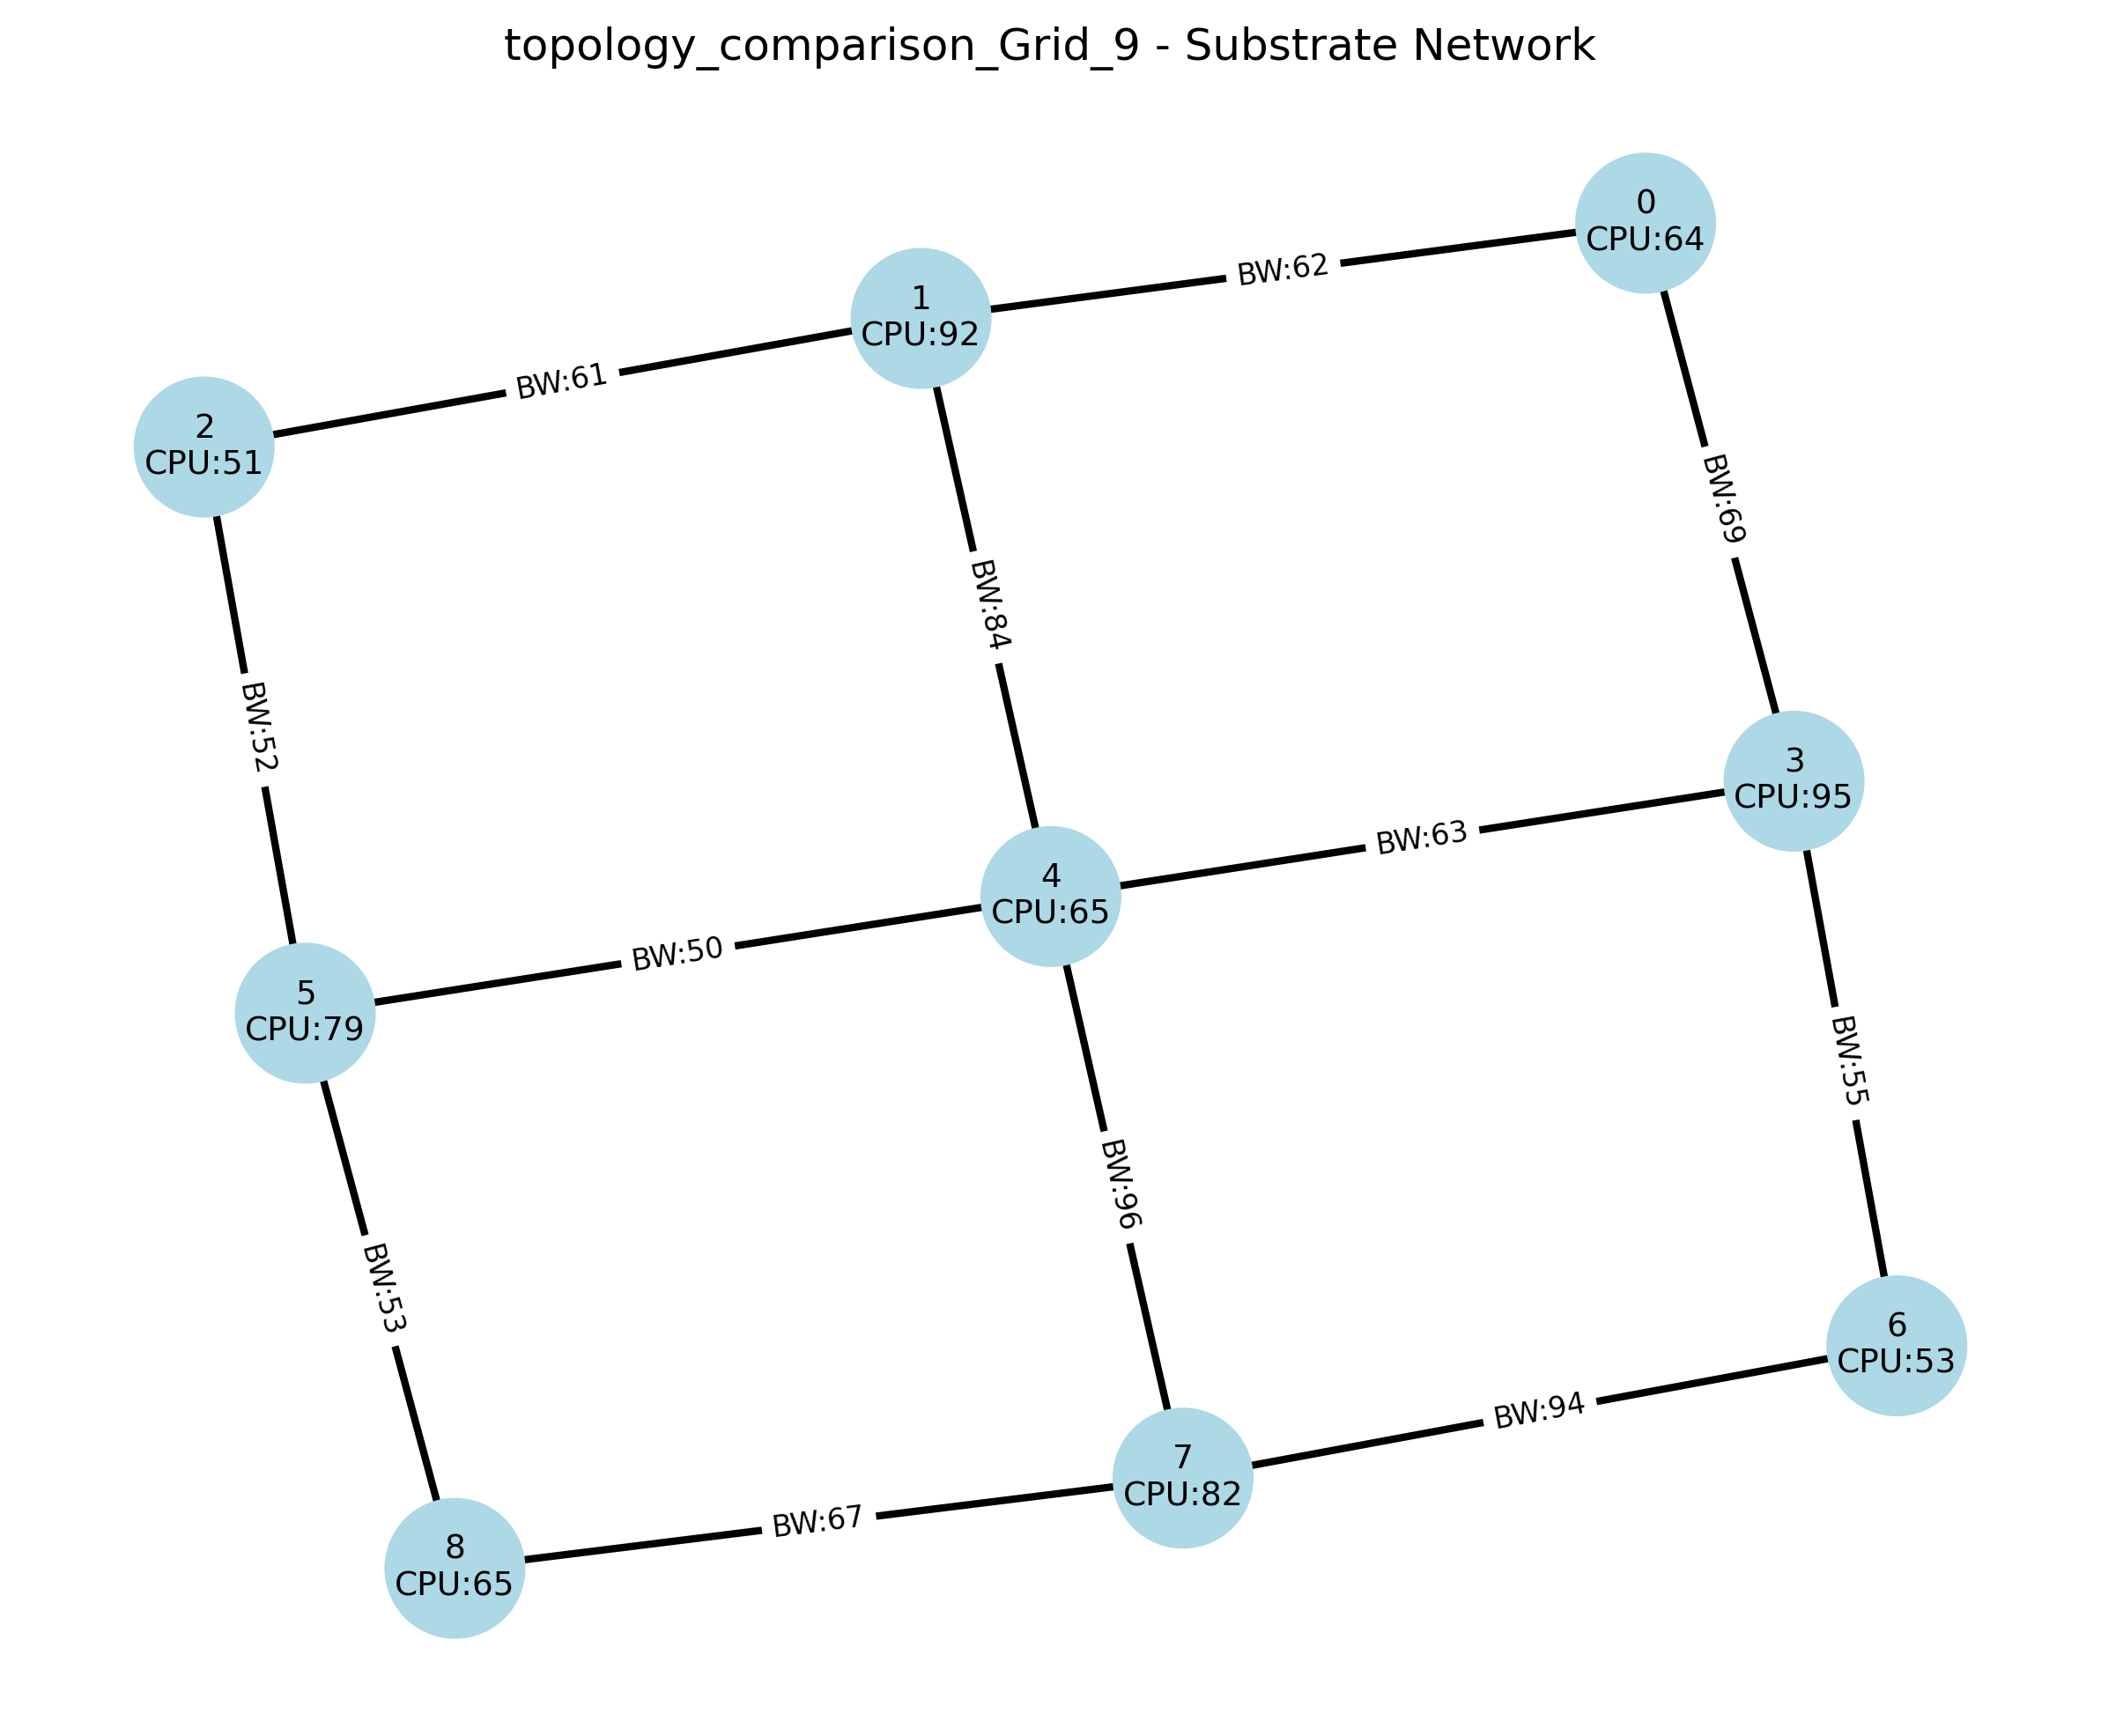 topology_comparison_Grid_9 - Substrate Network
0
CPU:64
BW:62
1
CPU:92
BW:61
2
CPU:51
BW:69
BW:84
BW:52
3
CPU:95
BW:63
4
CPU:65
BW:50
5
CPU:79
BW:55
BW:96
BW:53
6
CPU:53
BW:94
7
CPU:82
BW:67
8
CPU:65